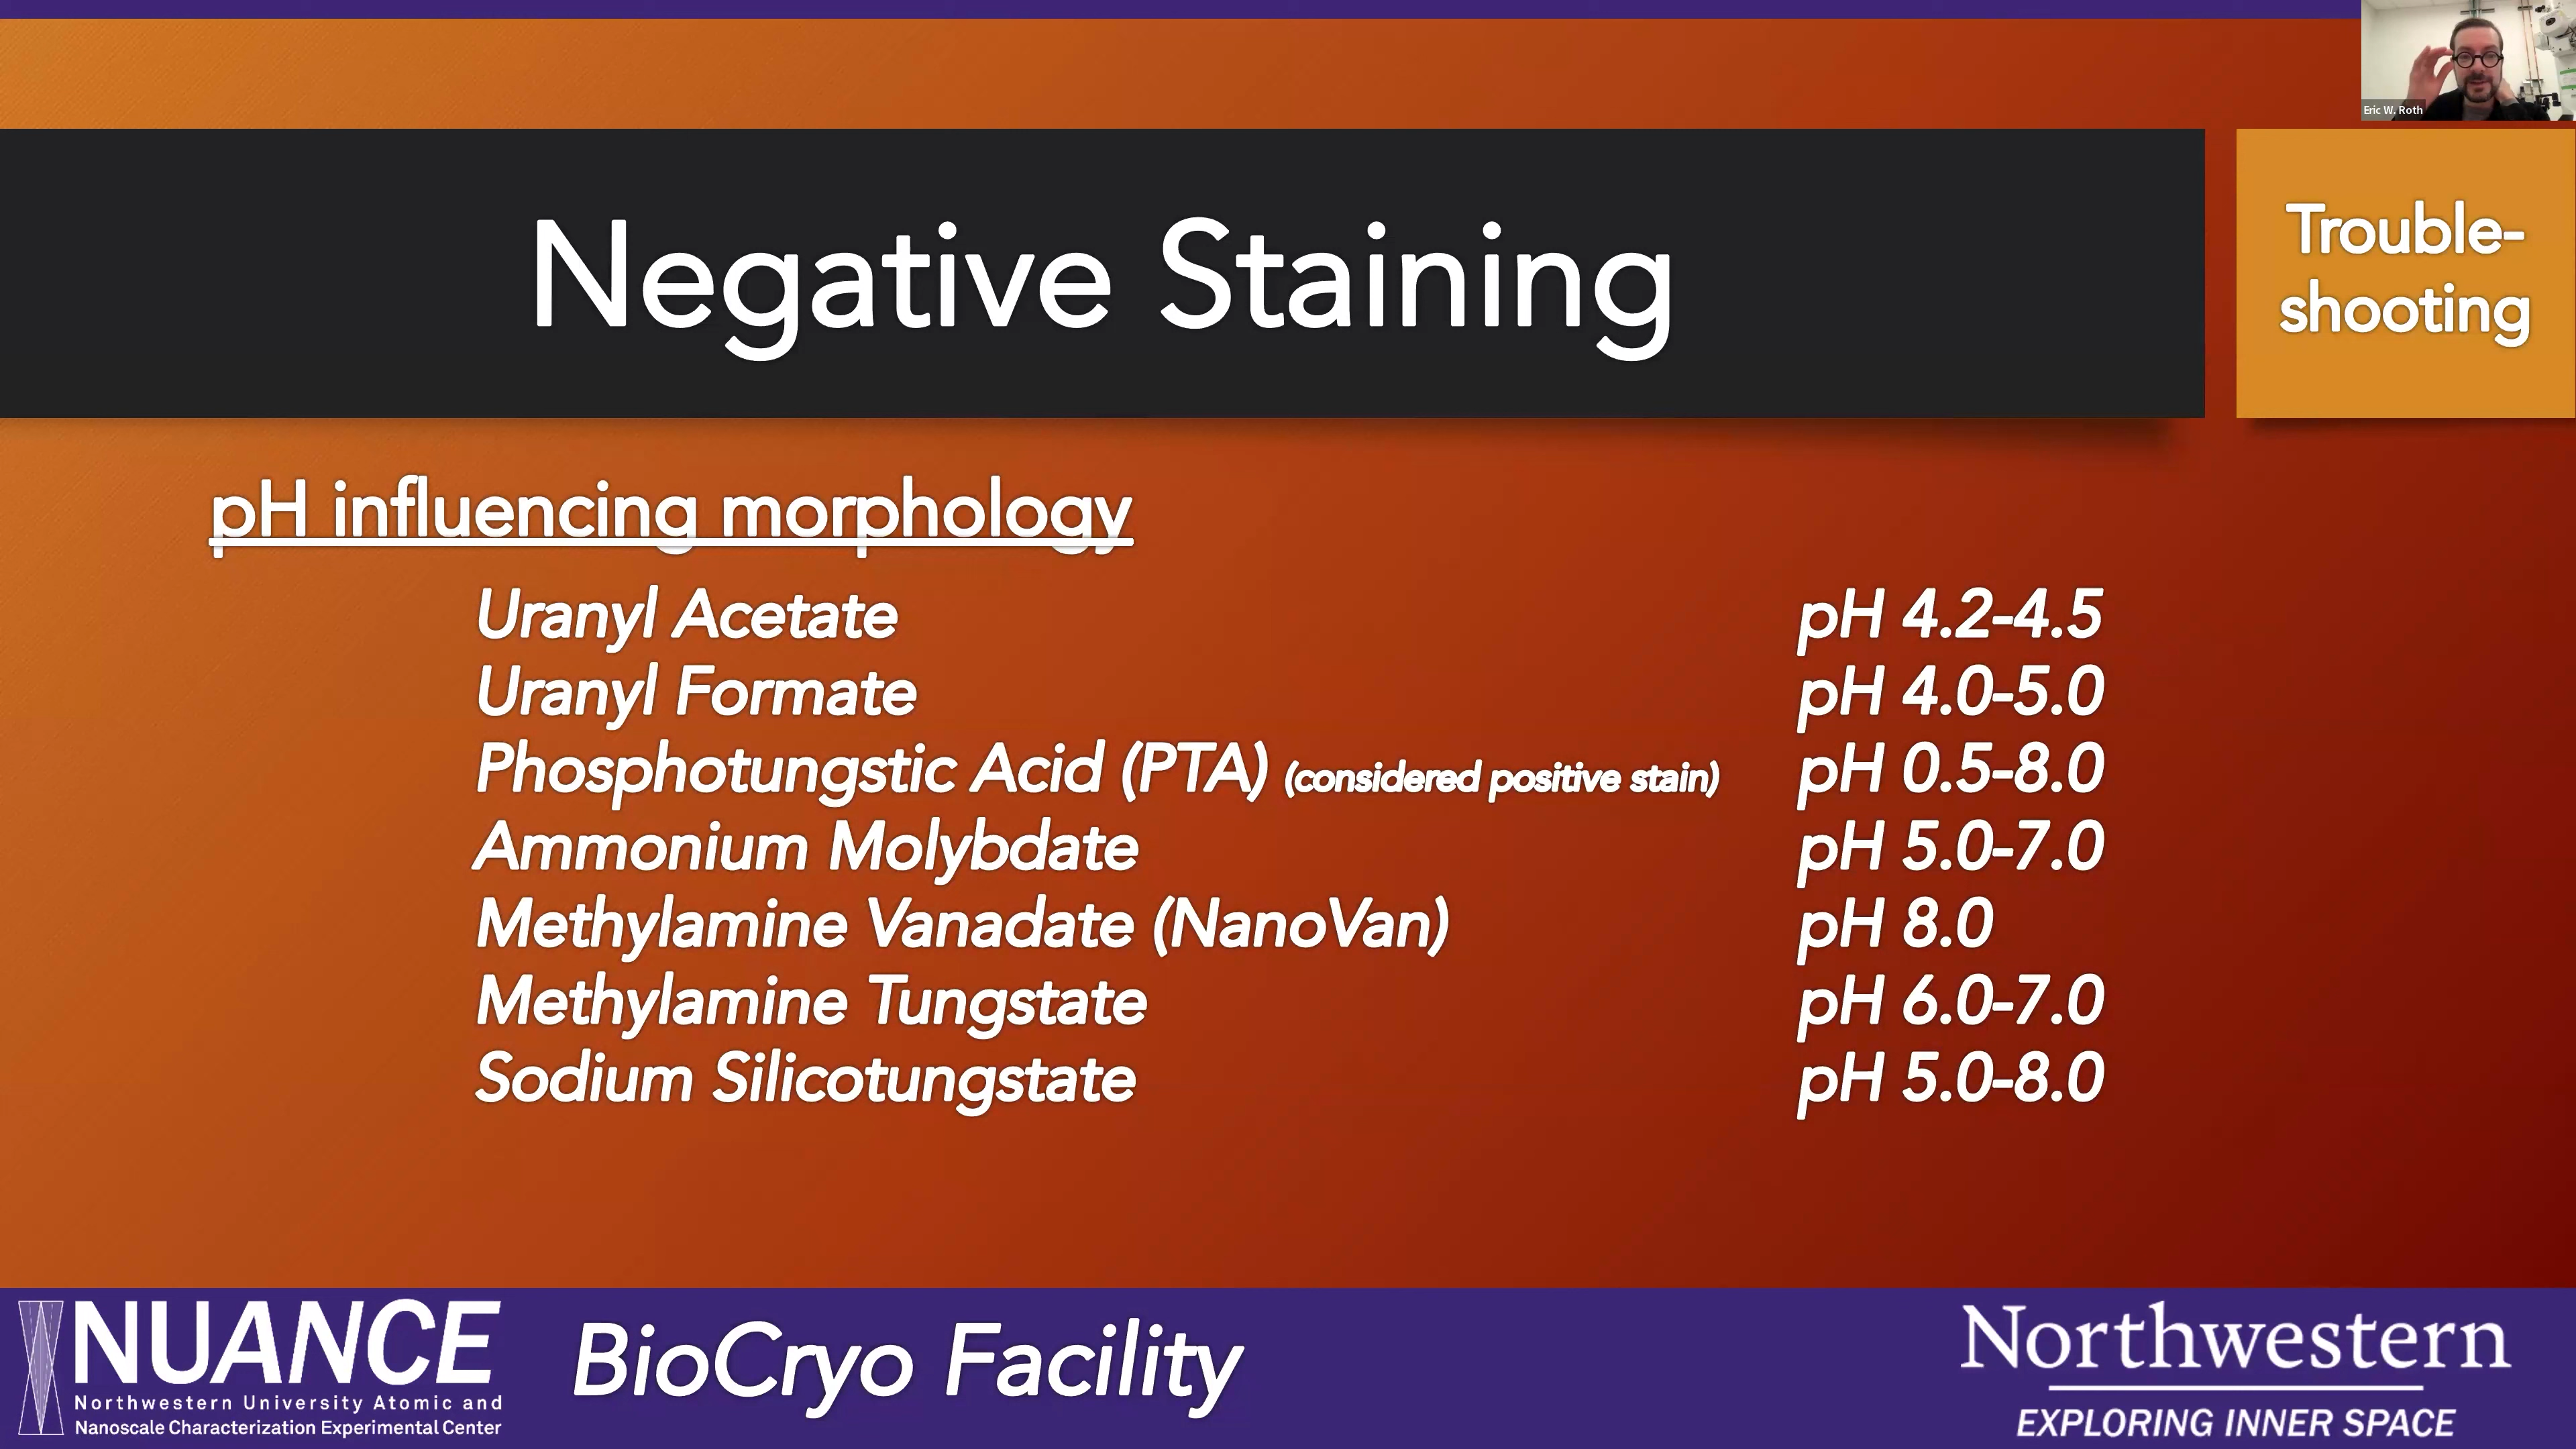 Eric W. Roth
Negative Staining
Trouble-
shooting
pH influencing morphology
Uranyl Acetate pH 4.2-4.5
Uranyl Formate pH 4.0-5.0
Phosphotungstic Acid (PTA) (considered positive stain) pH 0.5-8.0
Ammonium Molybdate pH 5.0-7.0
Methylamine Vanadate (NanoVan) pH 8.0
Methylamine Tungstate pH 6.0-7.0
Sodium Silicotungstate pH 5.0-8.0
NUANCE
Northwestern University Atomic and
Nanoscale Characterization Experimental Center
BioCryo Facility
Northwestern
EXPLORING INNER SPACE